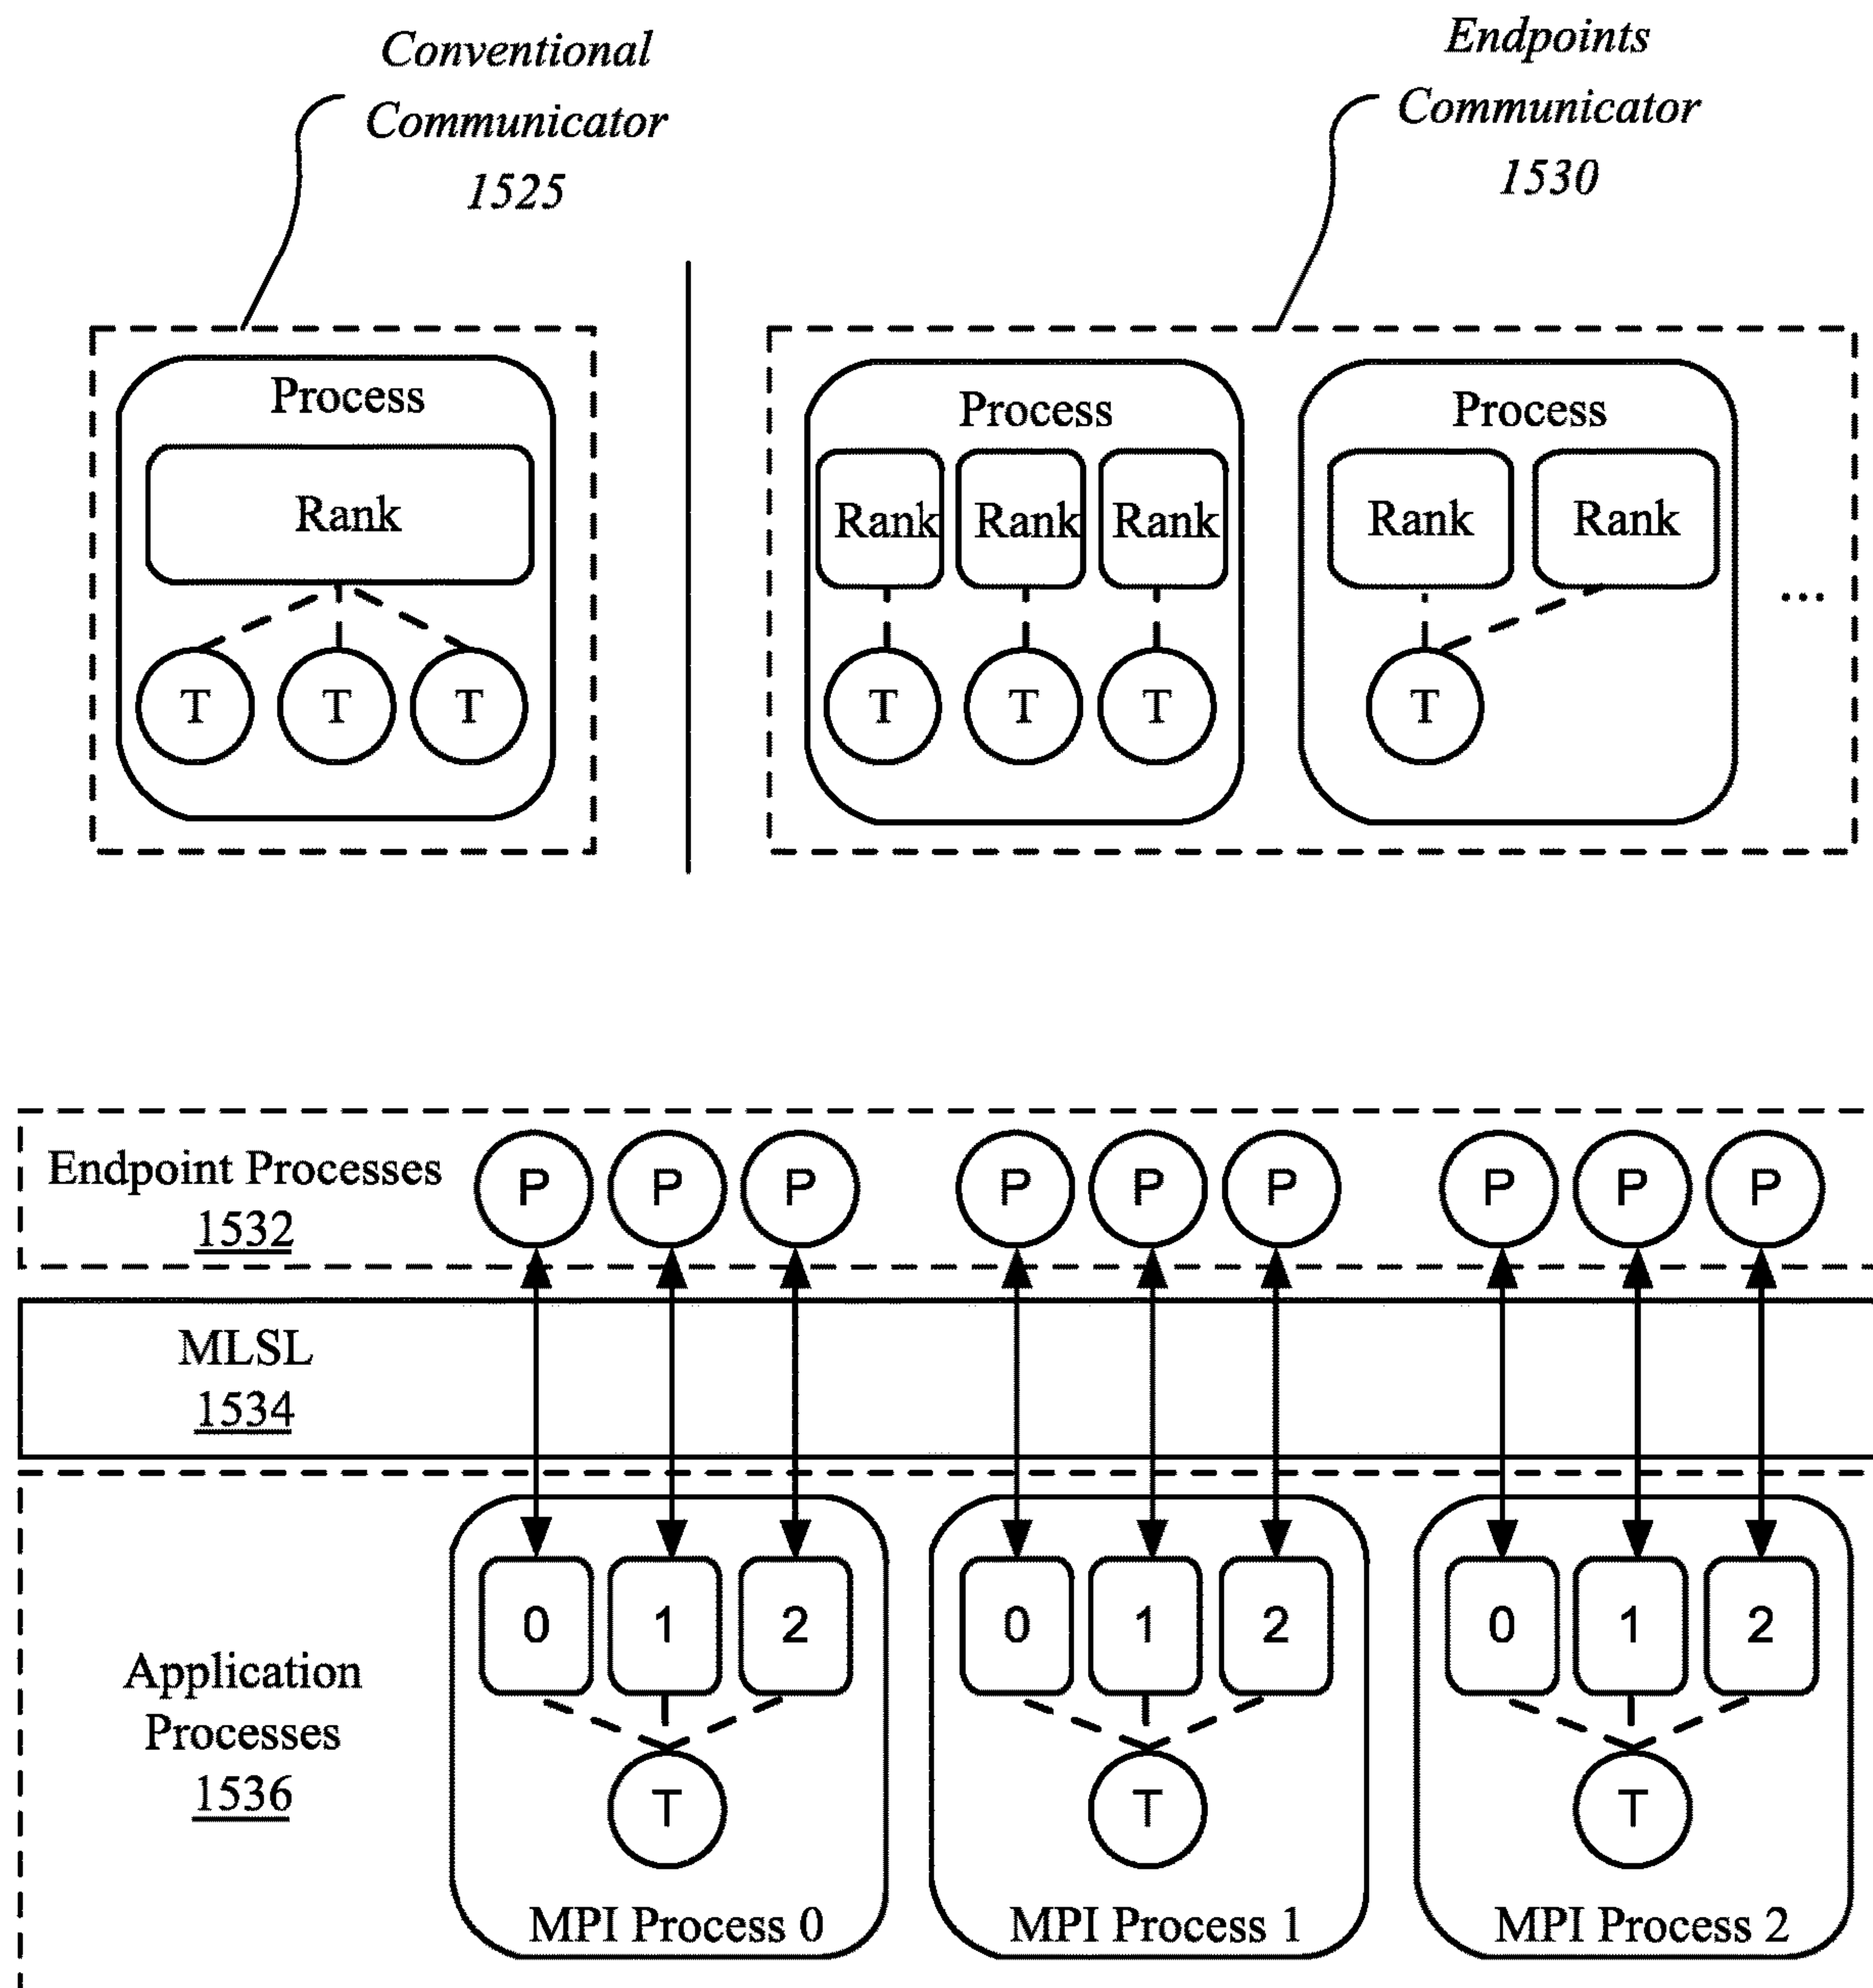 Conventional
Communicator
1525
Endpoints
Communicator
1530
Process
Rank
T T T
Process
Rank Rank Rank
T T T
Process
Rank Rank
T
...
Endpoint Processes
1532
P P P P P P P P P
MLSL
1534
Application
Processes
1536
0 1 2
T
MPI Process 0
0 1 2
T
MPI Process 1
0 1 2
T
MPI Process 2